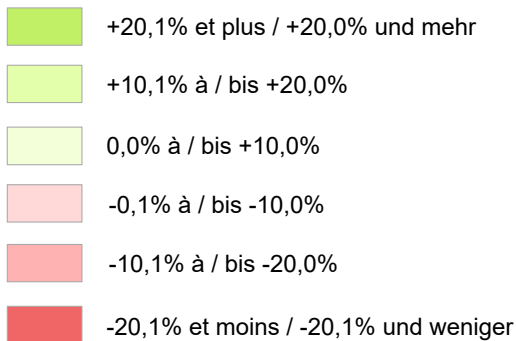 +20,1% et plus / +20,0% und mehr
+10,1% à / bis +20,0%
0,0% à / bis +10,0%
-0,1% à / bis -10,0%
-10,1% à / bis -20,0%
-20,1% et moins / -20,1% und weniger